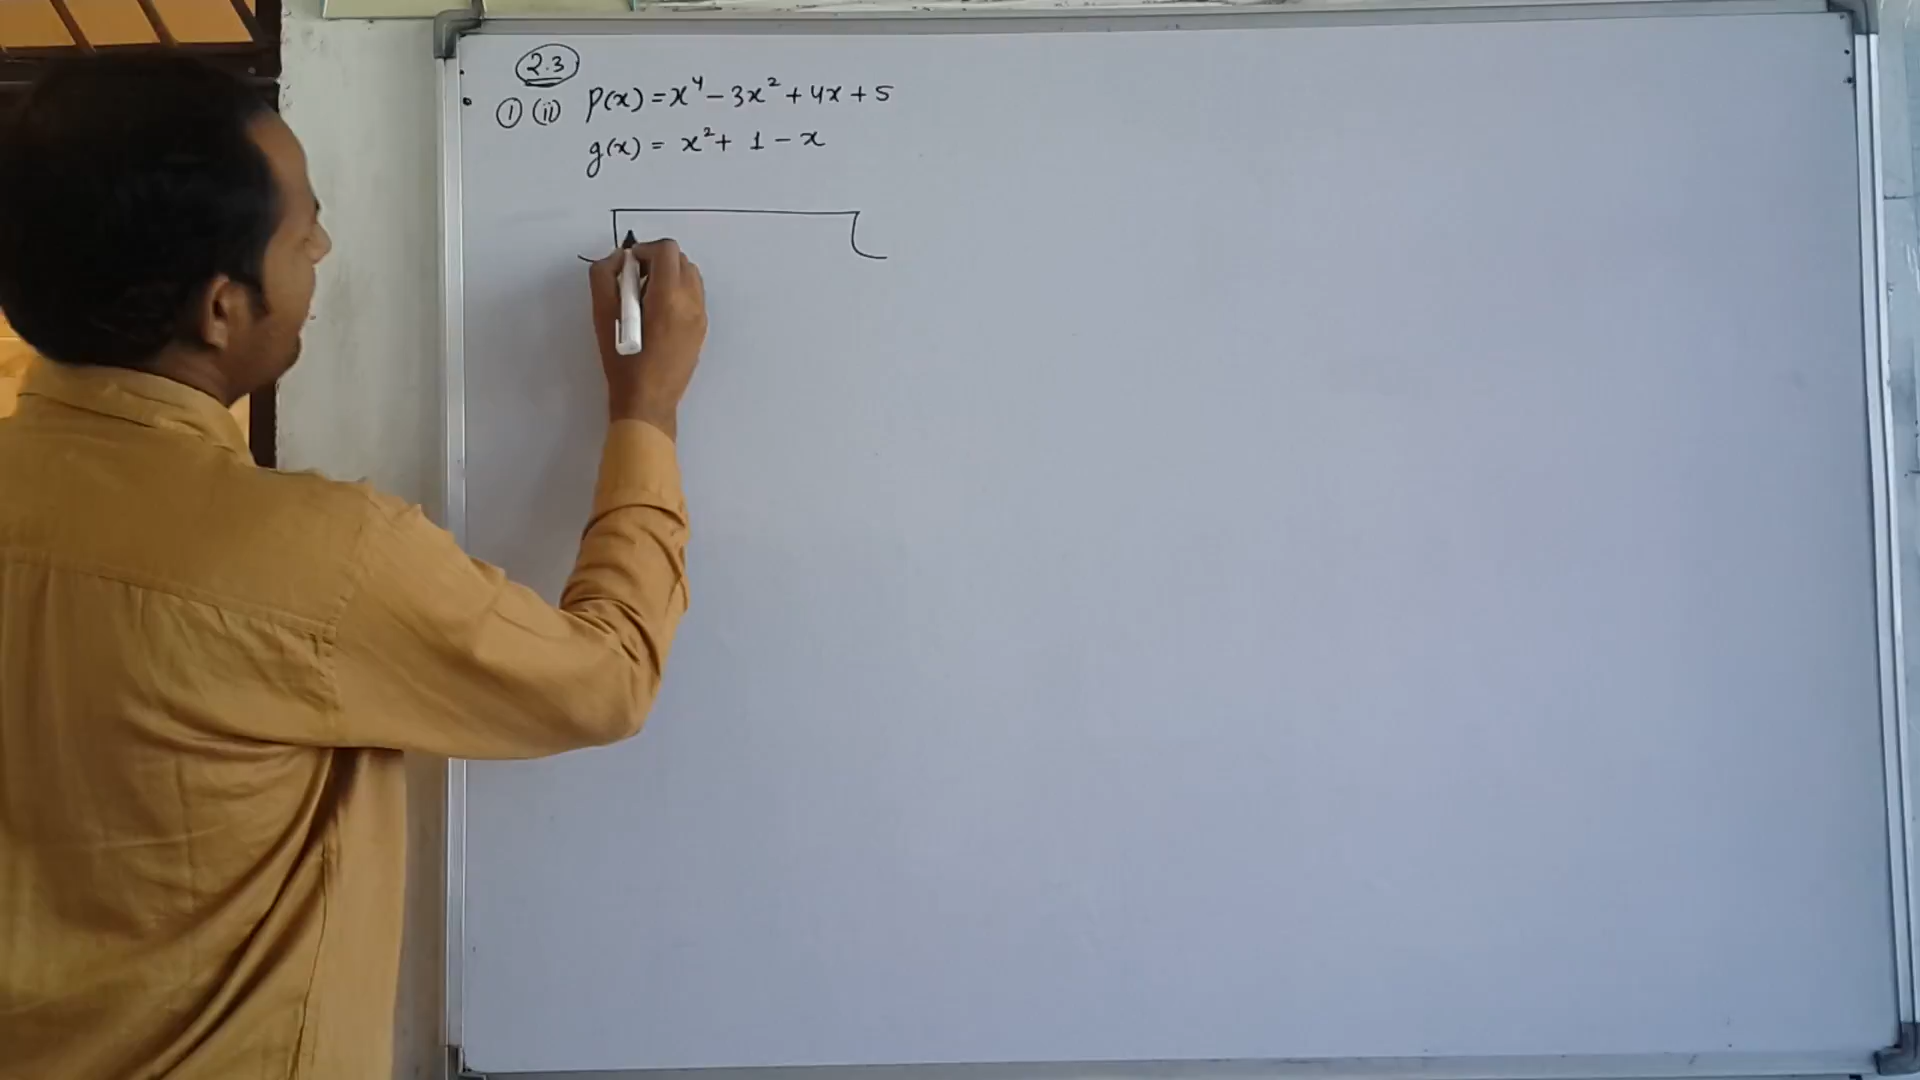 2.3
① (ii) p(x) = x⁴ - 3x² + 4x + 5
g(x) = x² + 1 - x